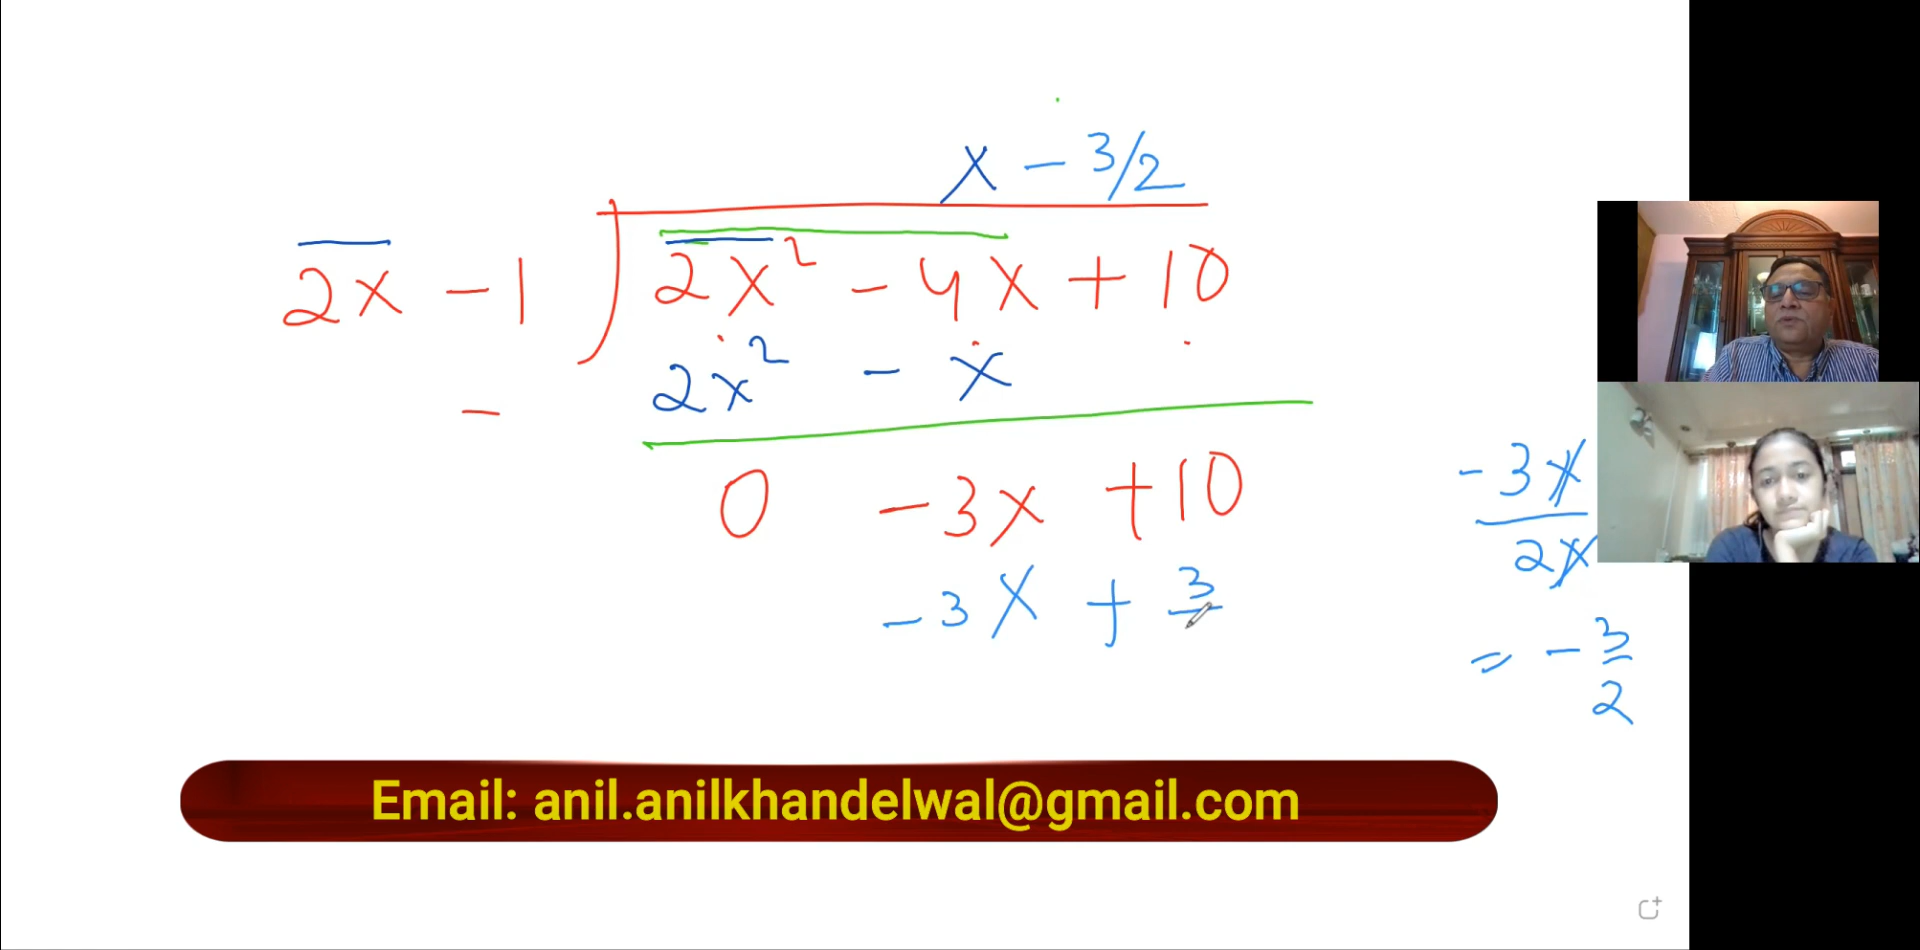 x - 3/2
2x - 1 ) 2x² - 4x + 10
- 2x² - x
0 - 3x + 10
-3x + 3
-3x
2x
= - 3/2
Email: anil.anilkhandelwal@gmail.com